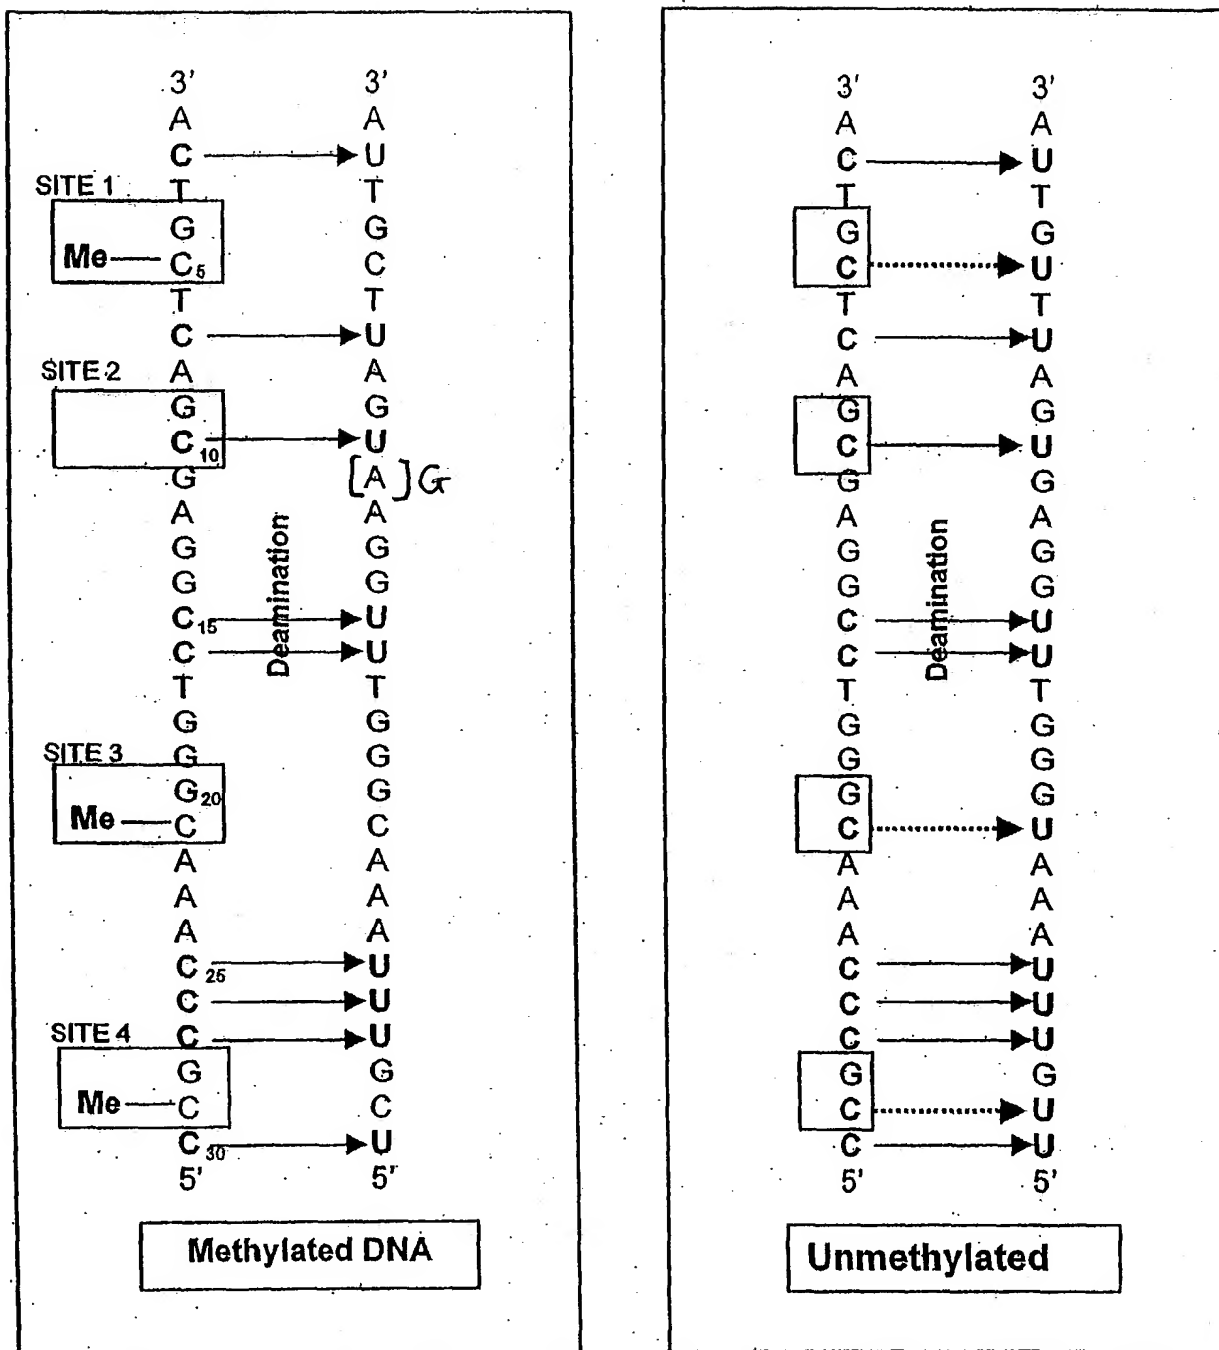 3' 3'
A A
C U
SITE 1 T T
G G
Me C5 C
T T
C U
SITE 2 A A
G G
C10 U
G [A] G
A A
G G
G G
C15 U
C U
Deamination
T T
G G
SITE 3 G G
G20 G
Me C C
A A
A A
A A
C25 U
C U
SITE 4 C U
G G
Me C C
C30 U
5' 5'
Methylated DNA
3' 3'
A A
C U
T T
G G
C U
T T
C U
A A
G G
C U
G G
A A
G G
G G
C U
C U
Deamination
T T
G G
G G
G G
C U
A A
A A
A A
C U
C U
C U
G G
C U
C U
5' 5'
Unmethylated